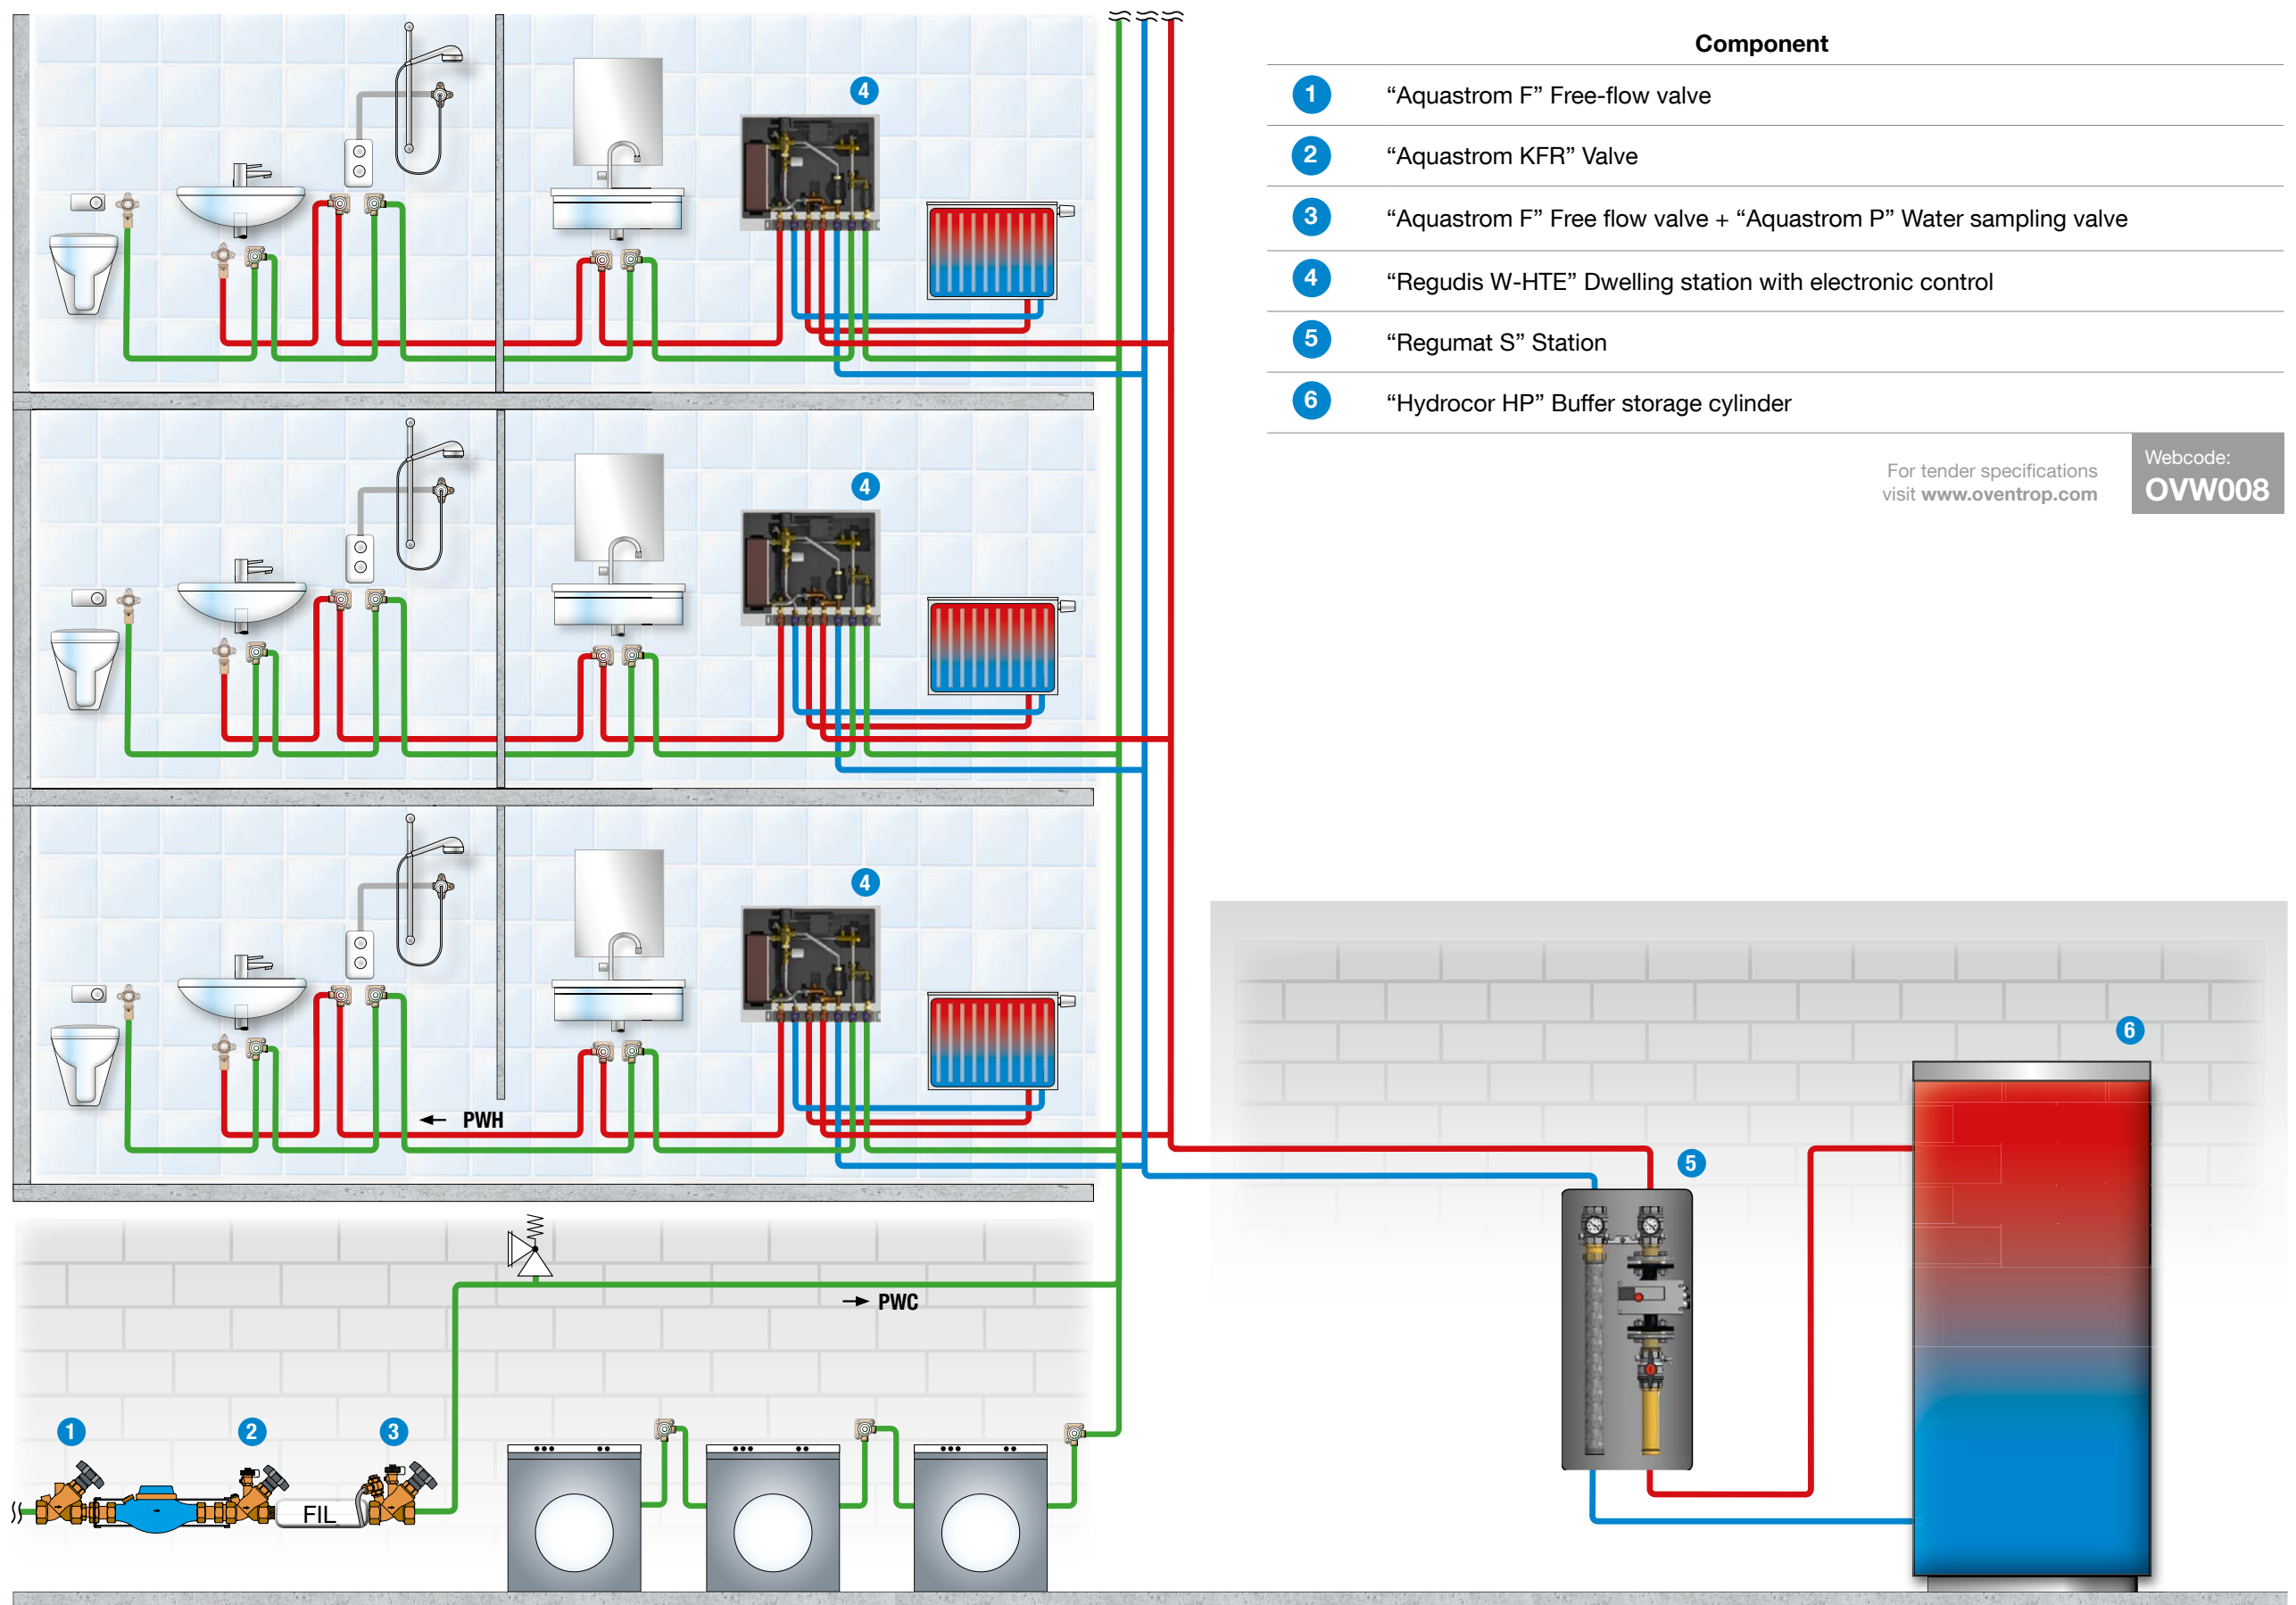 Component
1 “Aquastrom F” Free-flow valve
2 “Aquastrom KFR” Valve
3 “Aquastrom F” Free flow valve + “Aquastrom P” Water sampling valve
4 “Regudis W-HTE” Dwelling station with electronic control
5 “Regumat S” Station
6 “Hydrocor HP” Buffer storage cylinder
For tender specifications
visit www.oventrop.com
Webcode:
OVW008
4
4
4
PWH
6
5
PWC
1
2
3
FIL